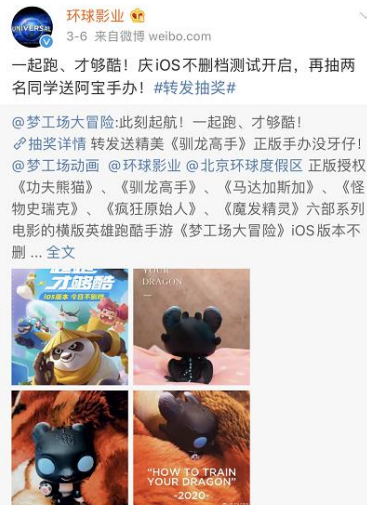 UNIVERSAL
环球影业
3-6 来自微博 weibo.com
一起跑、才够酷！庆iOS不删档测试开启，再抽两
名同学送阿宝手办！#转发抽奖#
@梦工场大冒险:此刻起航！一起跑、才够酷！
抽奖详情 转发送精美《驯龙高手》正版手办没牙仔！
@梦工场动画 @环球影业 @北京环球度假区 正版授权
《功夫熊猫》、《驯龙高手》、《马达加斯加》、《怪
物史瑞克》、《疯狂原始人》、《魔发精灵》六部系列
电影的横版英雄跑酷手游《梦工场大冒险》iOS版本不
删 ... 全文
才够酷
iOS版本 今日不删档
YOUR
DRAGON
"HOW TO TRAIN
YOUR DRAGON"
-2020-